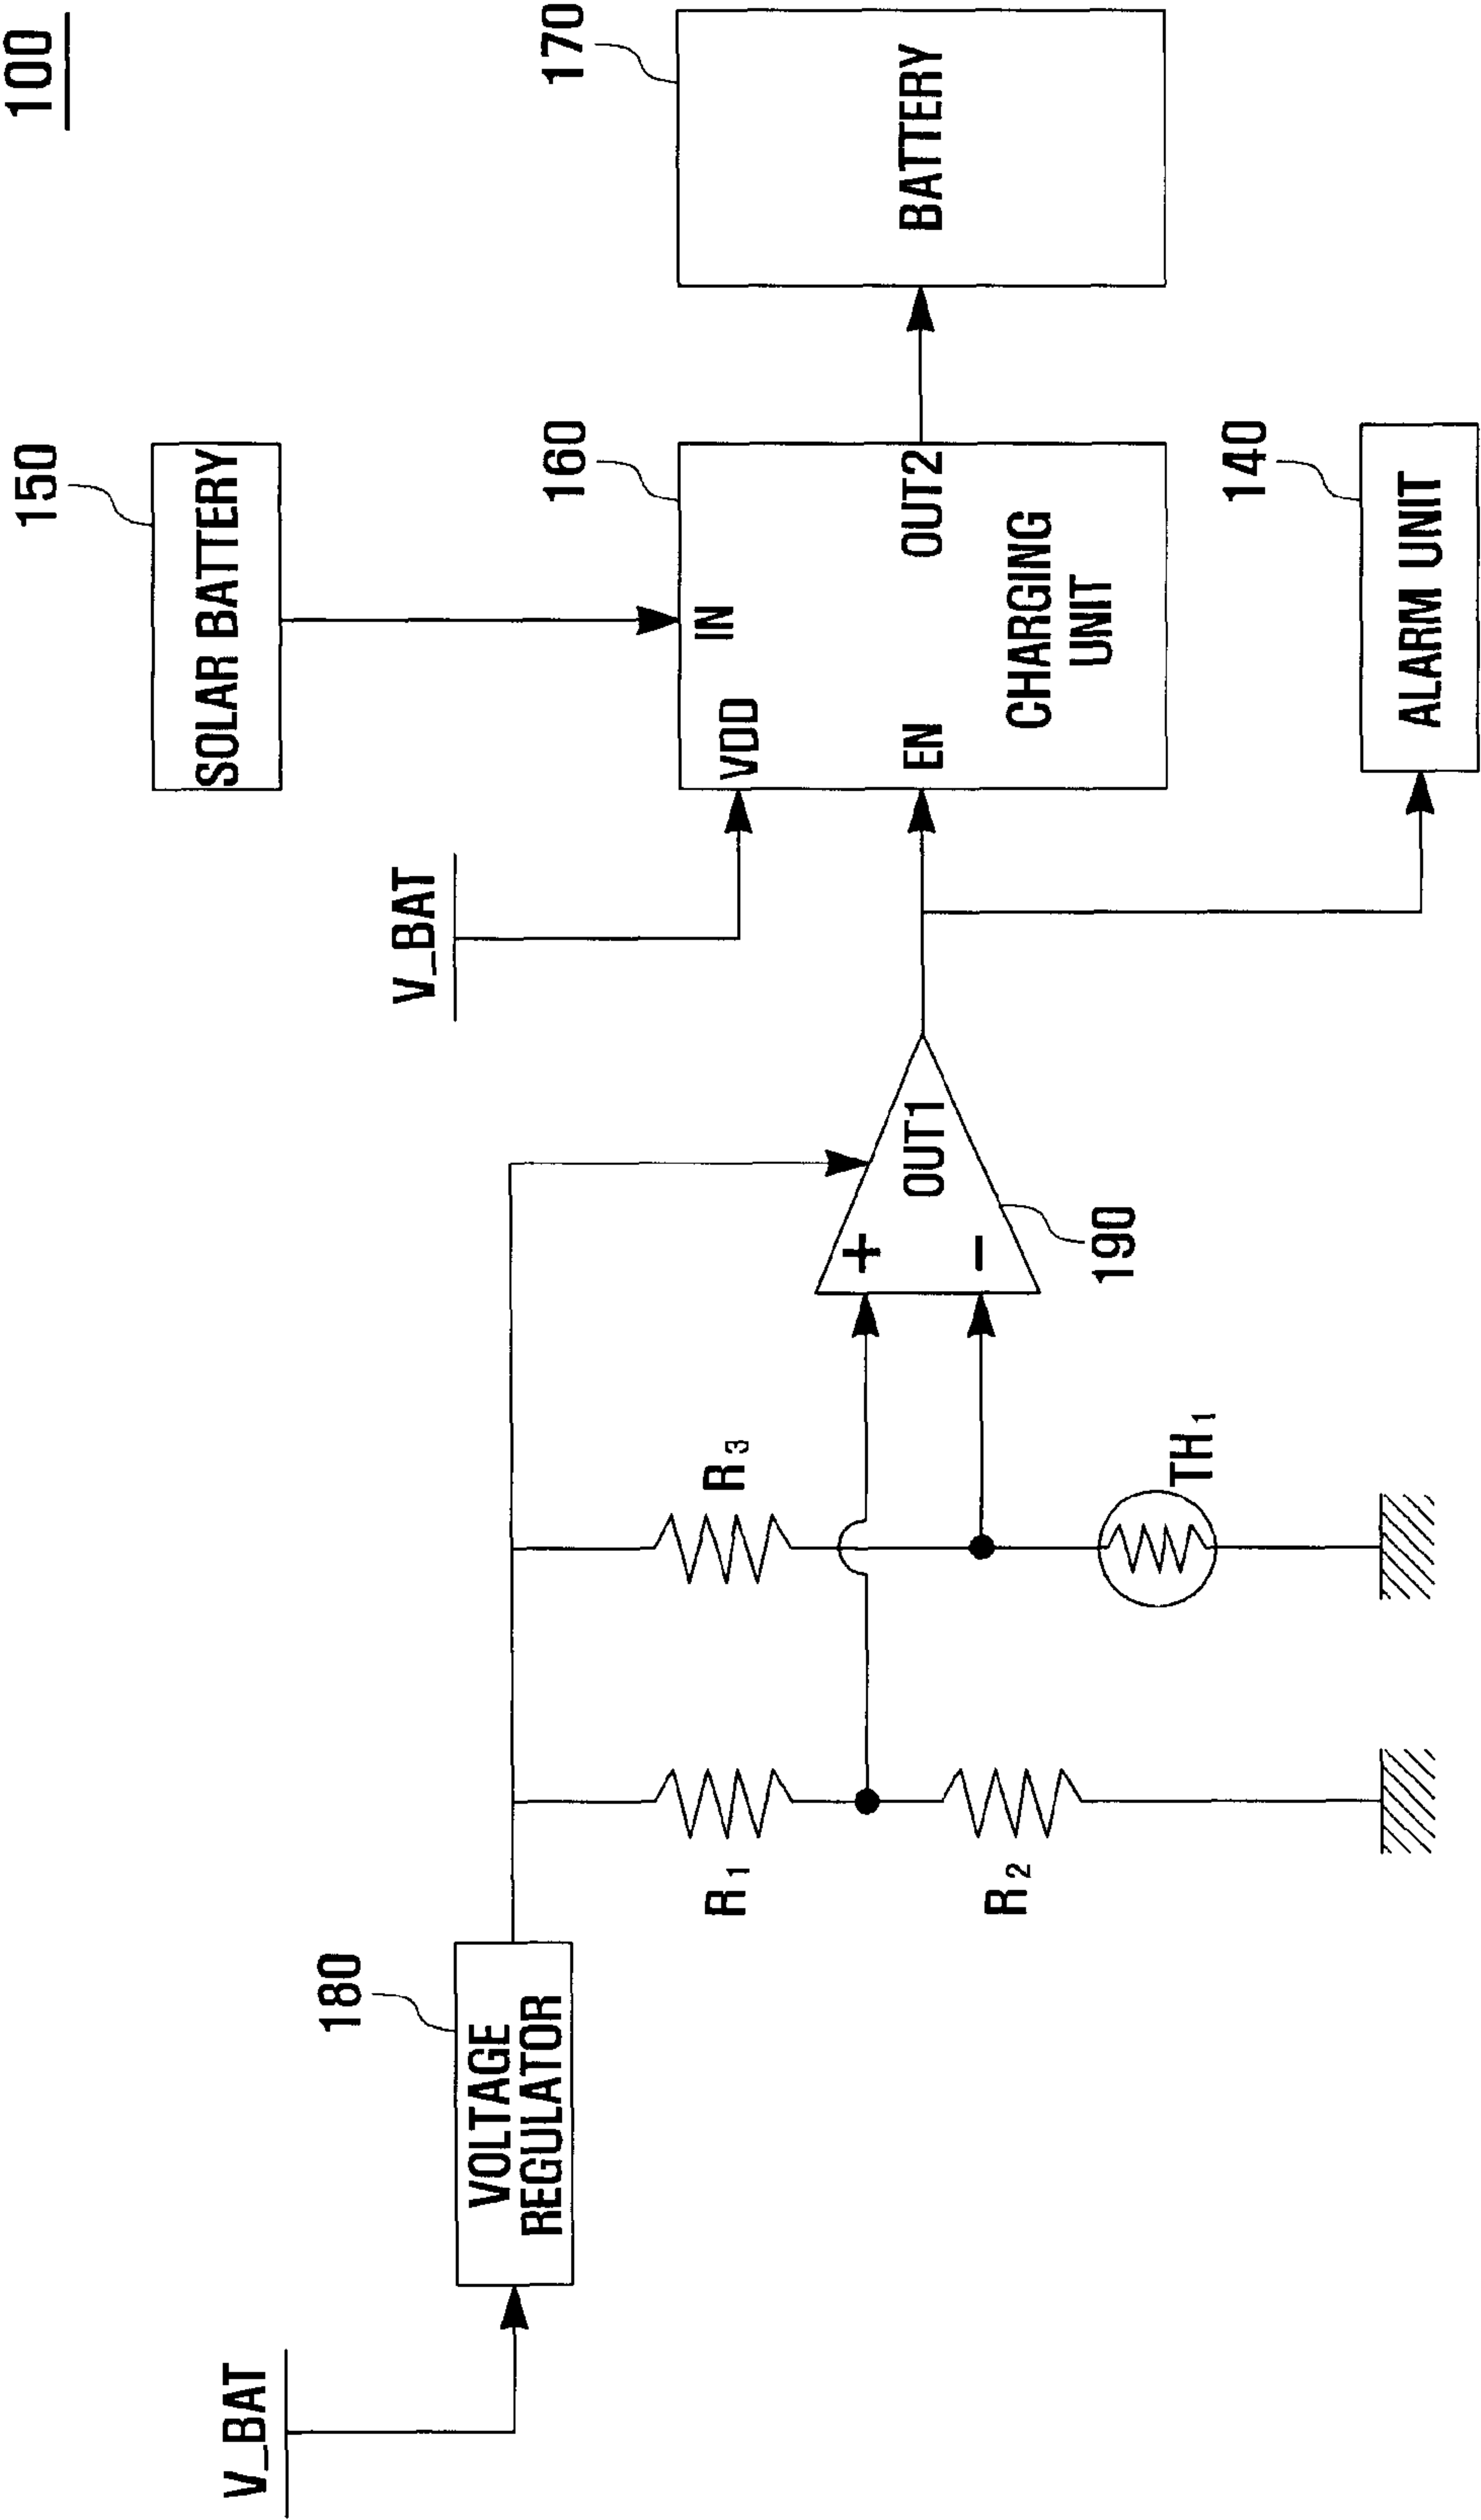 100
150
SOLAR BATTERY
160
170
V_BAT
VDD
IN
EN
OUT2
CHARGING
UNIT
BATTERY
V_BAT
180
VOLTAGE
REGULATOR
R1
R2
R3
TH1
+
−
OUT1
190
140
ALARM UNIT